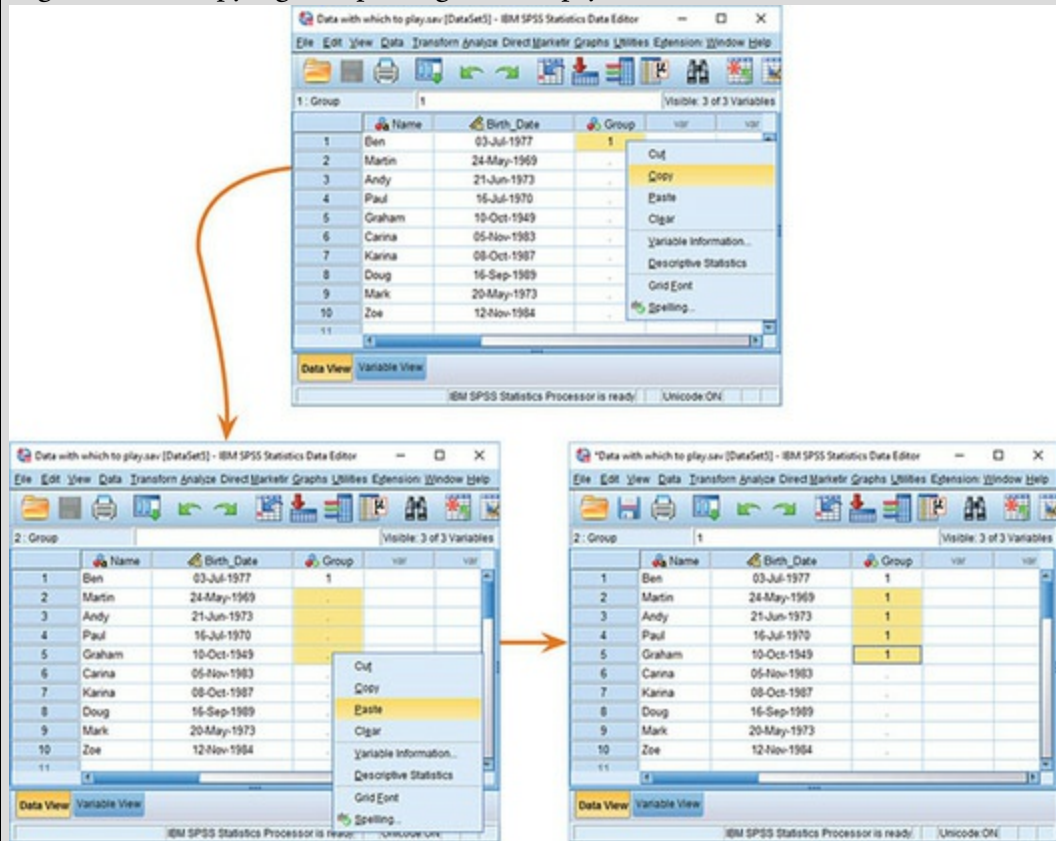 Data with which to play.sav [DataSet5] - IBM SPSS Statistics Data Editor
File Edit View Data Transform Analyze Direct Marketir Graphs Utilities Extension: Window Help
1 : Group 1 Visible: 3 of 3 Variables
Name Birth_Date Group var var
1 Ben 03-Jul-1977 1
2 Martin 24-May-1969 .
3 Andy 21-Jun-1973 .
4 Paul 16-Jul-1970 .
5 Graham 10-Oct-1949 .
6 Carina 05-Nov-1983 .
7 Karina 08-Oct-1987 .
8 Doug 16-Sep-1989 .
9 Mark 20-May-1973 .
10 Zoe 12-Nov-1984 .
11
Cut
Copy
Paste
Clear
Variable Information...
Descriptive Statistics
Grid Font
Spelling...
Data View Variable View
IBM SPSS Statistics Processor is ready Unicode:ON
Data with which to play.sav [DataSet5] - IBM SPSS Statistics Data Editor
File Edit View Data Transform Analyze Direct Marketir Graphs Utilities Extension: Window Help
2 : Group Visible: 3 of 3 Variables
Name Birth_Date Group var var
1 Ben 03-Jul-1977 1
2 Martin 24-May-1969 .
3 Andy 21-Jun-1973 .
4 Paul 16-Jul-1970 .
5 Graham 10-Oct-1949 .
6 Carina 05-Nov-1983
7 Karina 08-Oct-1987
8 Doug 16-Sep-1989
9 Mark 20-May-1973
10 Zoe 12-Nov-1984
11
Cut
Copy
Paste
Clear
Variable Information...
Descriptive Statistics
Grid Font
Spelling...
Data View Variable View
IBM SPSS Statistics Processor is ready Unicode:ON
*Data with which to play.sav [DataSet5] - IBM SPSS Statistics Data Editor
File Edit View Data Transform Analyze Direct Marketir Graphs Utilities Extension: Window Help
2 : Group 1 Visible: 3 of 3 Variables
Name Birth_Date Group var var
1 Ben 03-Jul-1977 1
2 Martin 24-May-1969 1
3 Andy 21-Jun-1973 1
4 Paul 16-Jul-1970 1
5 Graham 10-Oct-1949 1
6 Carina 05-Nov-1983 .
7 Karina 08-Oct-1987 .
8 Doug 16-Sep-1989 .
9 Mark 20-May-1973 .
10 Zoe 12-Nov-1984 .
11
Data View Variable View
IBM SPSS Statistics Processor is ready Unicode:ON